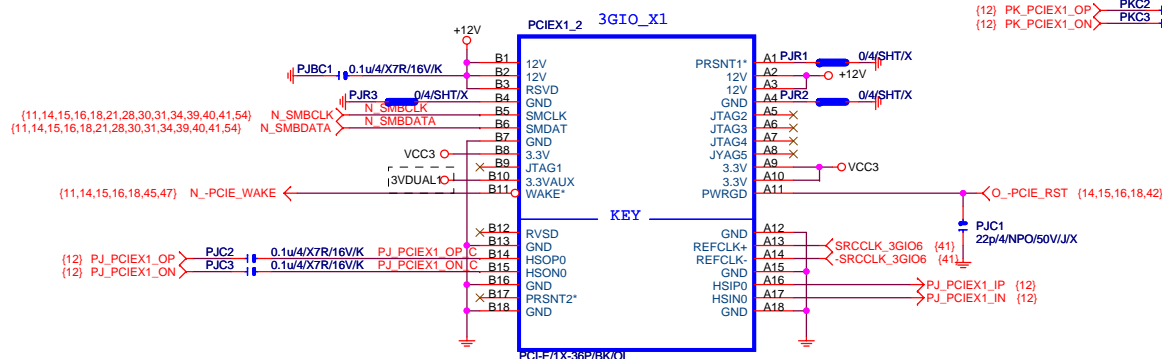 3GIO_X1
PCIEX1_2
{12} PK_PCIEX1_OP PKC2
{12} PK_PCIEX1_ON PKC3
+12V
PJBC1 0.1u/4/X7R/16V/K
PJR3 0/4/SHT/X
{11,14,15,16,18,21,28,30,31,34,39,40,41,54} N_SMBCLK N_SMBCLK
{11,14,15,16,18,21,28,30,31,34,39,40,41,54} N_SMBDATA N_SMBDATA
VCC3
3VDUAL1
{11,14,15,16,18,45,47} N_-PCIE_WAKE
{12} PJ_PCIEX1_OP PJC2 0.1u/4/X7R/16V/K PJ_PCIEX1_OP_C
{12} PJ_PCIEX1_ON PJC3 0.1u/4/X7R/16V/K PJ_PCIEX1_ON_C
B1 12V
B2 12V
B3 RSVD
B4 GND
B5 SMCLK
B6 SMDAT
B7 GND
B8 3.3V
B9 JTAG1
B10 3.3VAUX
B11 WAKE*
KEY
B12 RVSD
B13 GND
B14 HSOP0
B15 HSON0
B16 GND
B17 PRSNT2*
B18 GND
PRSNT1* A1 PJR1 0/4/SHT/X
12V A2 +12V
12V A3
GND A4 PJR2 0/4/SHT/X
JTAG2 A5
JTAG3 A6
JTAG4 A7
JYAG5 A8
3.3V A9 VCC3
3.3V A10
PWRGD A11 O_-PCIE_RST {14,15,16,18,42}
PJC1
22p/4/NPO/50V/J/X
GND A12
REFCLK+ A13 SRCCLK_3GIO6 {41}
REFCLK- A14 -SRCCLK_3GIO6 {41}
GND A15
HSIP0 A16 PJ_PCIEX1_IP {12}
HSIN0 A17 PJ_PCIEX1_IN {12}
GND A18
PCI-E/1X-36P/BK/OL